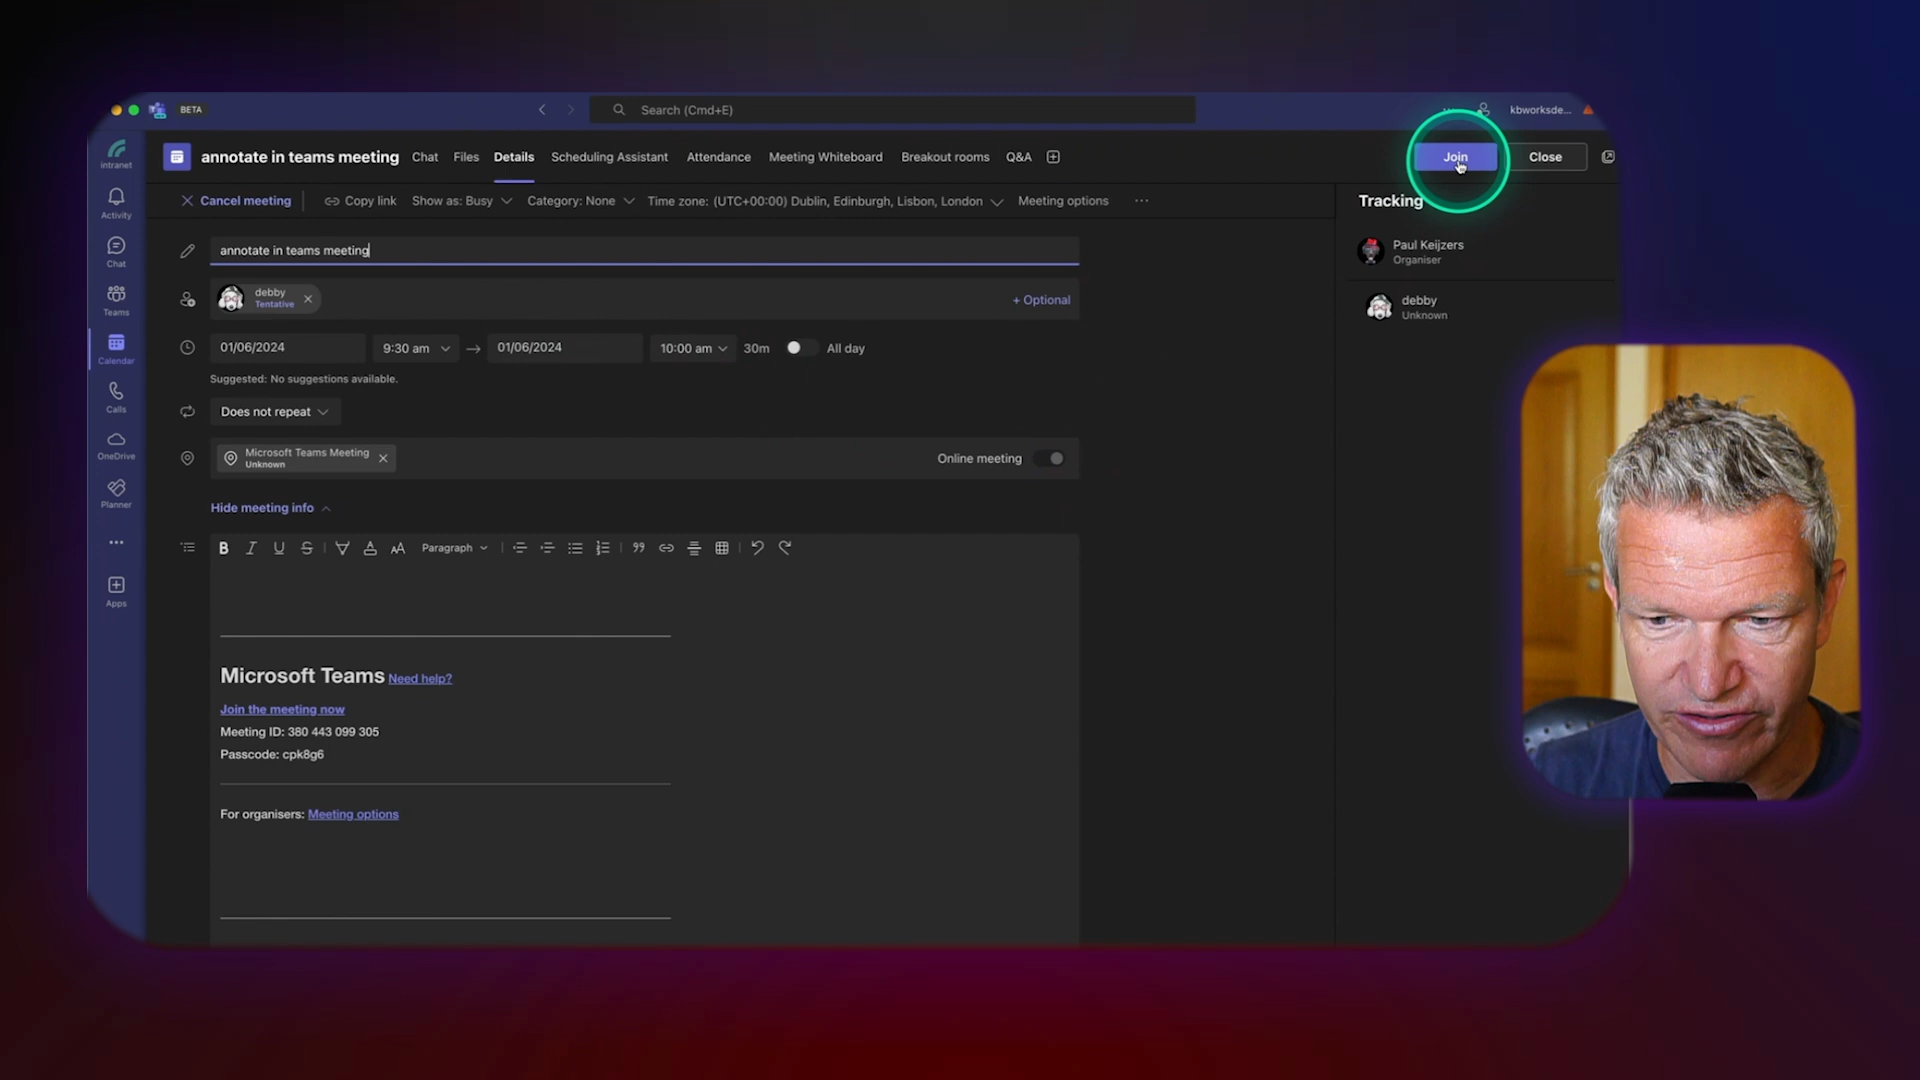 BETA
Search (Cmd+E)
kbworksde...
intranet
Activity
Chat
Teams
Calendar
Calls
OneDrive
Planner
Apps
annotate in teams meeting
Chat Files Details Scheduling Assistant Attendance Meeting Whiteboard Breakout rooms Q&A
Join
Close
Cancel meeting
Copy link
Show as: Busy
Category: None
Time zone: (UTC+00:00) Dublin, Edinburgh, Lisbon, London
Meeting options
annotate in teams meeting
debby
Tentative
+ Optional
01/06/2024 9:30 am → 01/06/2024 10:00 am 30m All day
Suggested: No suggestions available.
Does not repeat
Microsoft Teams Meeting
Unknown
Online meeting
Hide meeting info
B I U S Paragraph
Microsoft Teams Need help?
Join the meeting now
Meeting ID: 380 443 099 305
Passcode: cpk8g6
For organisers: Meeting options
Tracking
Paul Keijzers
Organiser
debby
Unknown